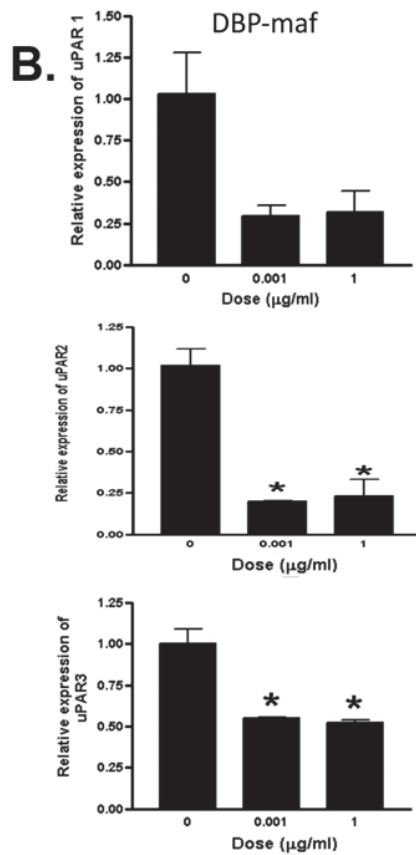 B.
DBP-maf
Relative expression of uPAR 1
1.50
1.25
1.00
0.75
0.50
0.25
0.00
0 0.001 1
Dose (μg/ml)
Relative expression of uPAR2
1.25
1.00
0.75
0.50
0.25
0.00
* *
0 0.001 1
Dose (μg/ml)
Relative expression of
uPAR3
1.25
1.00
0.75
0.50
0.25
0.00
* *
0 0.001 1
Dose (μg/ml)